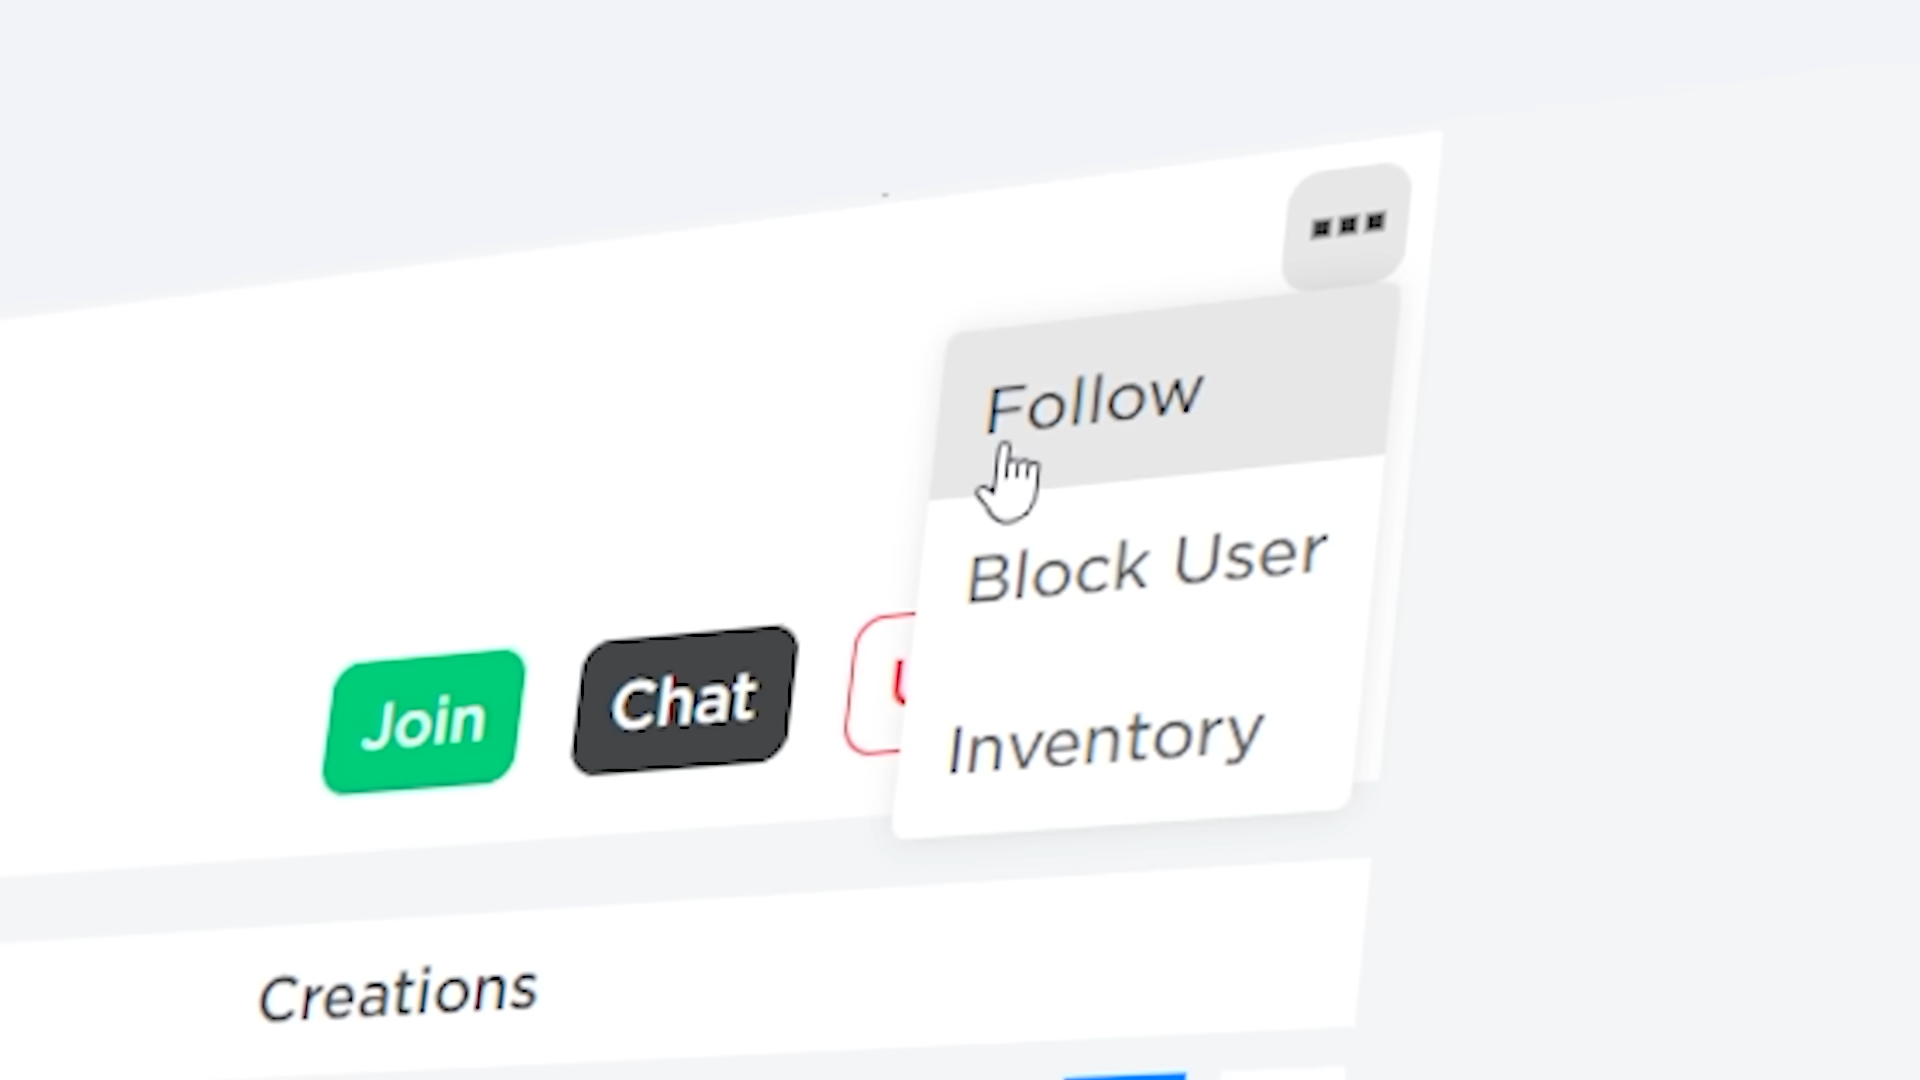 Follow
Block User
Inventory
Join
Chat
Creations